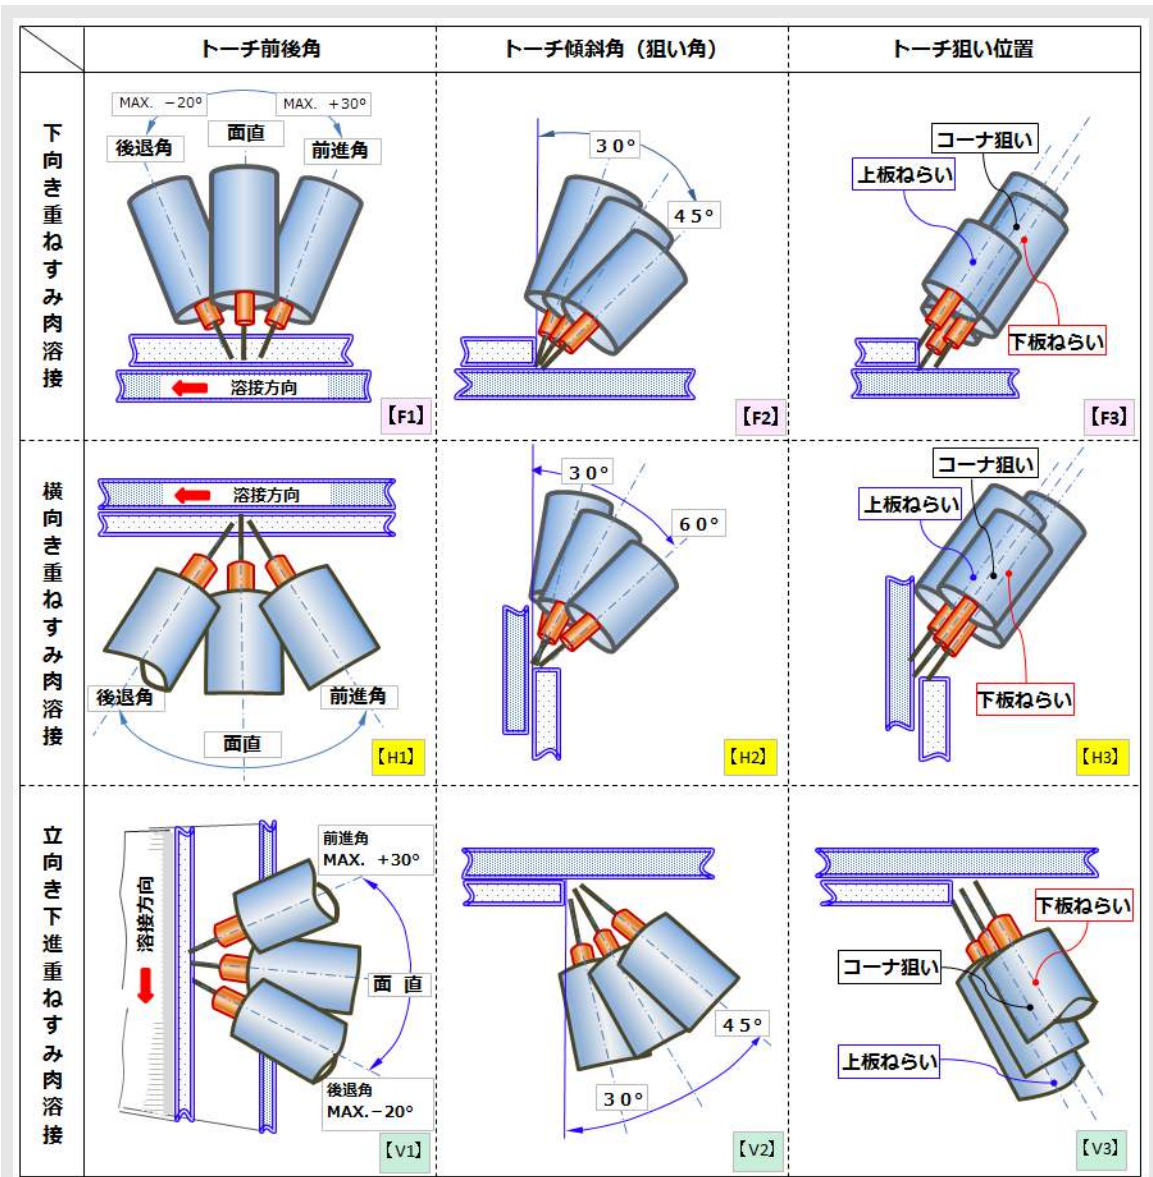 トーチ前後角
トーチ傾斜角（狙い角）
トーチ狙い位置
下向き重ねすみ肉溶接
MAX. －20°
MAX. +30°
面直
後退角
前進角
溶接方向
【F1】
30°
45°
【F2】
コーナ狙い
上板ねらい
下板ねらい
【F3】
横向き重ねすみ肉溶接
溶接方向
後退角
前進角
面直
【H1】
30°
60°
【H2】
コーナ狙い
上板ねらい
下板ねらい
【H3】
立向き下進重ねすみ肉溶接
溶接方向
前進角
MAX. +30°
面 直
後退角
MAX.－20°
【V1】
45°
30°
【V2】
下板ねらい
コーナ狙い
上板ねらい
【V3】